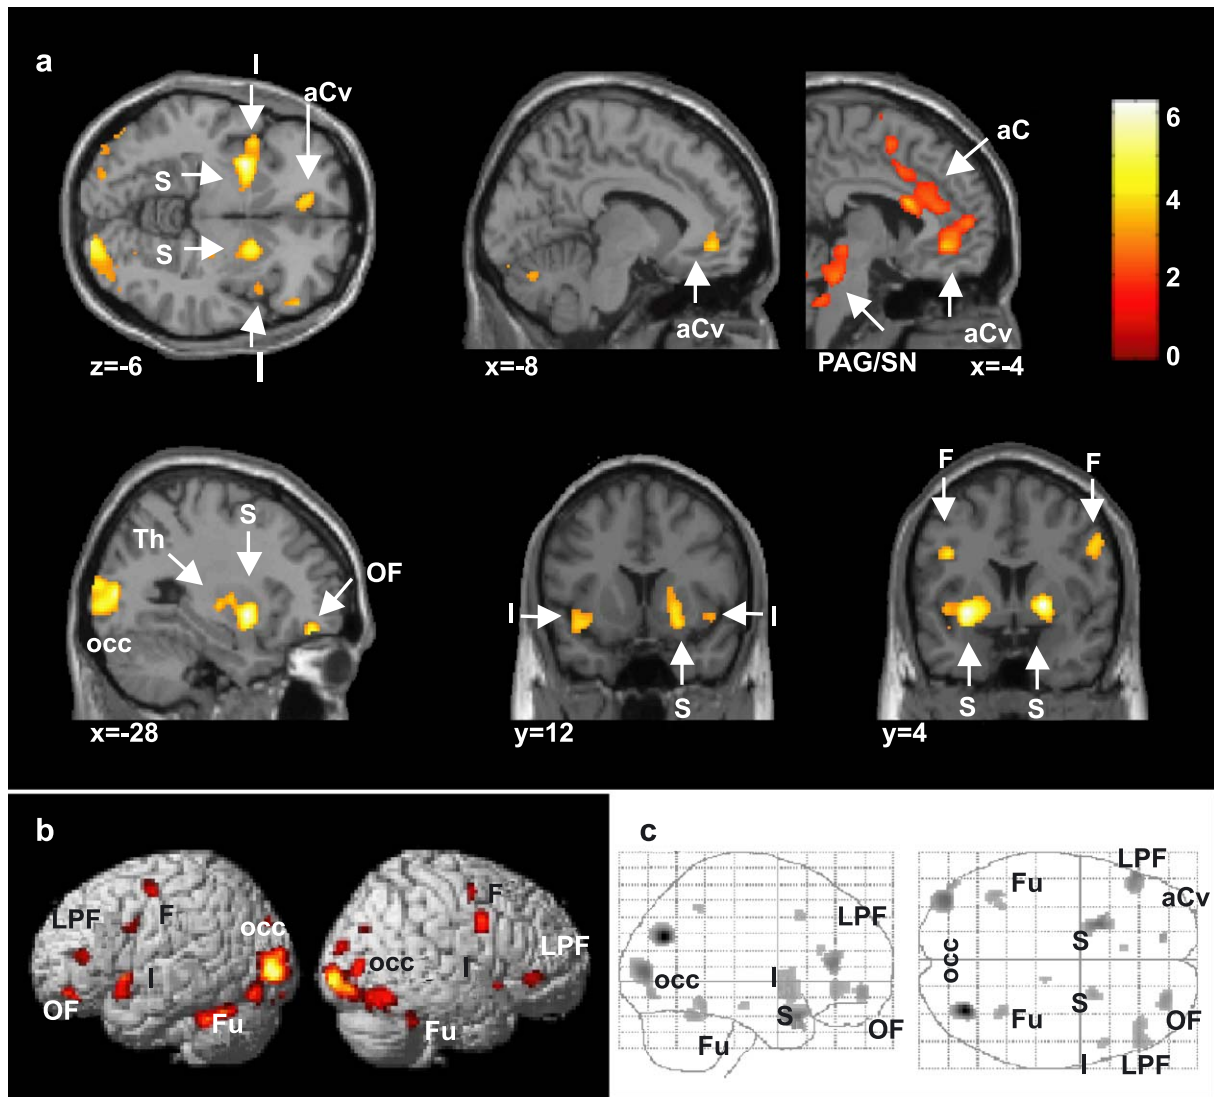 a
I
aCv
S
S
I
z=-6
aCv
x=-8
aC
aCv
PAG/SN
x=-4
6
4
2
0
Th
S
OF
occ
x=-28
I
I
S
y=12
F
F
S
S
y=4
b
LPF
F
occ
I
OF
Fu
F
LPF
occ
I
Fu
c
LPF
occ
I
S
OF
Fu
LPF
Fu
aCv
S
occ
S
Fu
OF
I
LPF